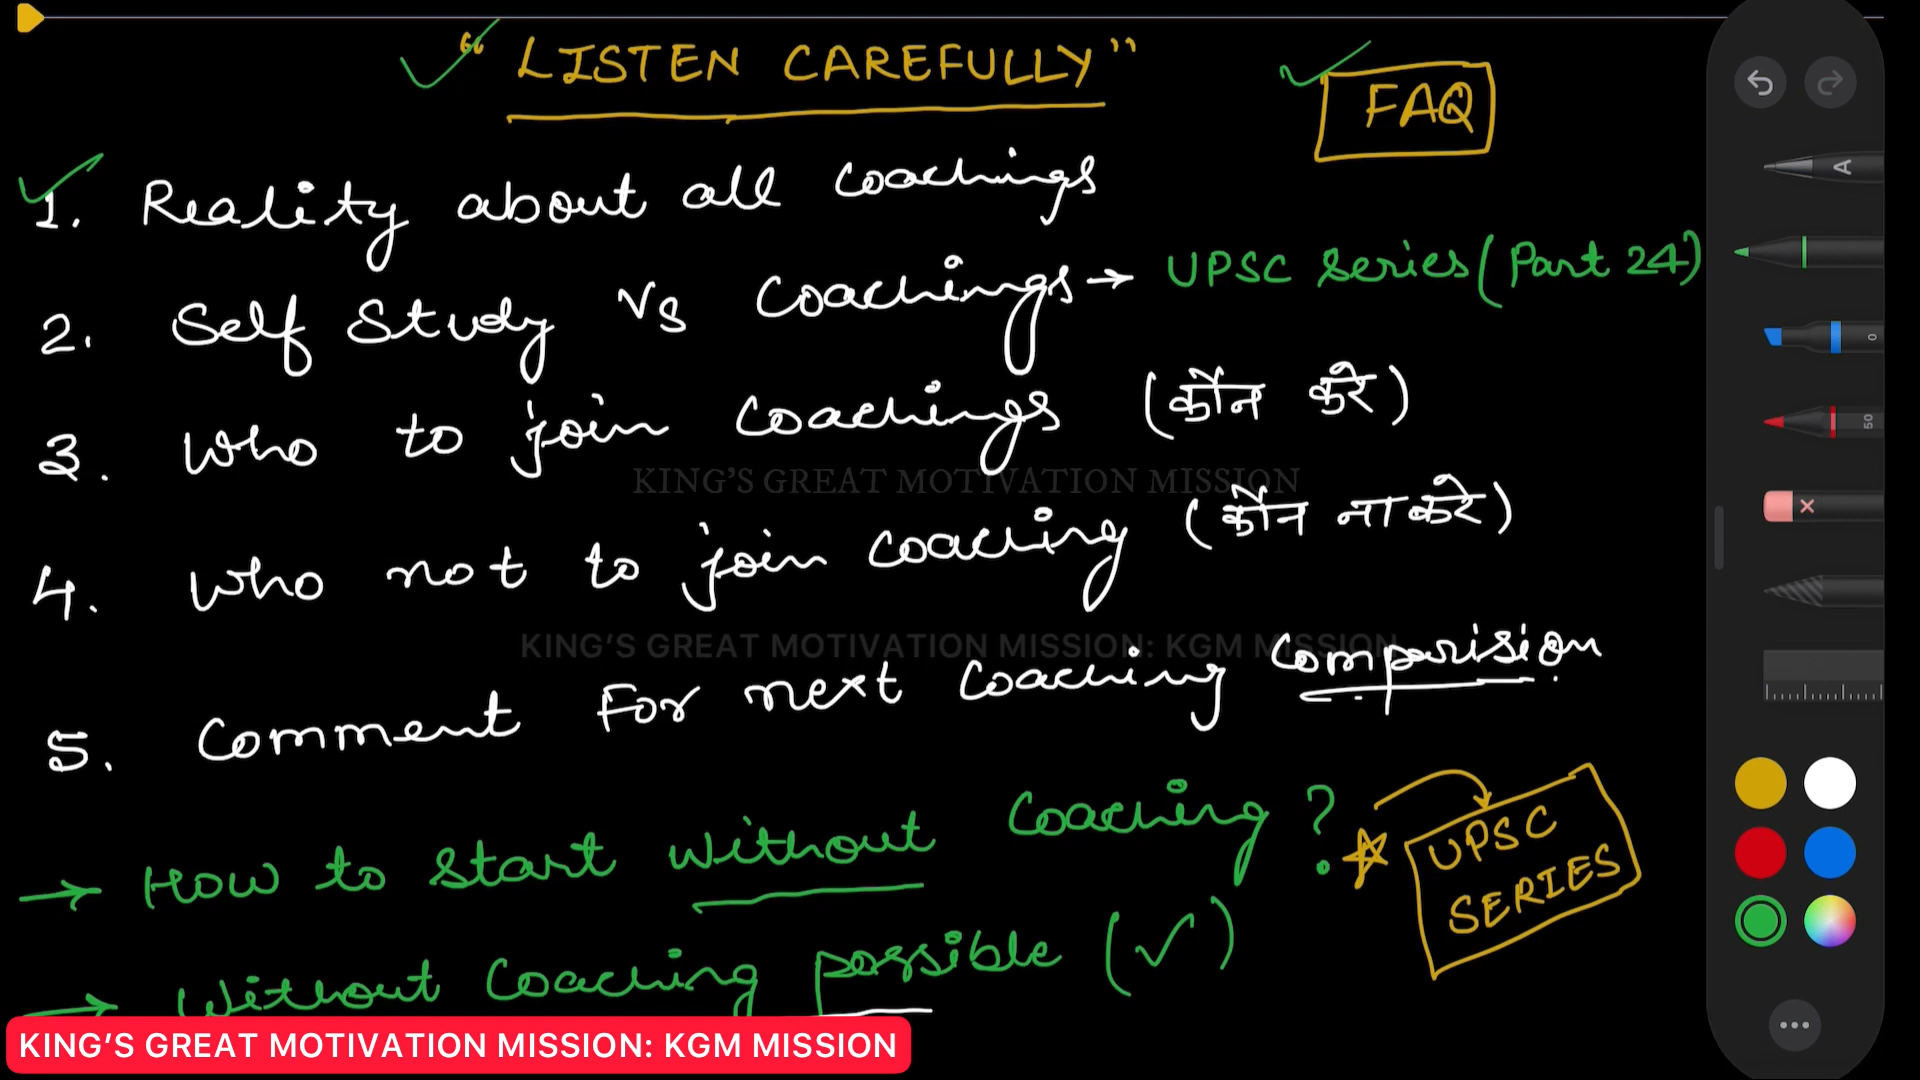 “LISTEN CAREFULLY”
FAQ
1. Reality about all coachings
2. Self Study Vs Coachings → UPSC Series (Part 24)
3. Who to join coachings (कौन करे)
KING’S GREAT MOTIVATION MISSION
4. Who not to join coaching (कौन ना करे)
KING’S GREAT MOTIVATION MISSION: KGM MISSION
5. Comment For next coaching comparision
→ How to start without coaching ?
UPSC
SERIES
→ Without coaching possible (✓)
KING’S GREAT MOTIVATION MISSION: KGM MISSION
A
0
50